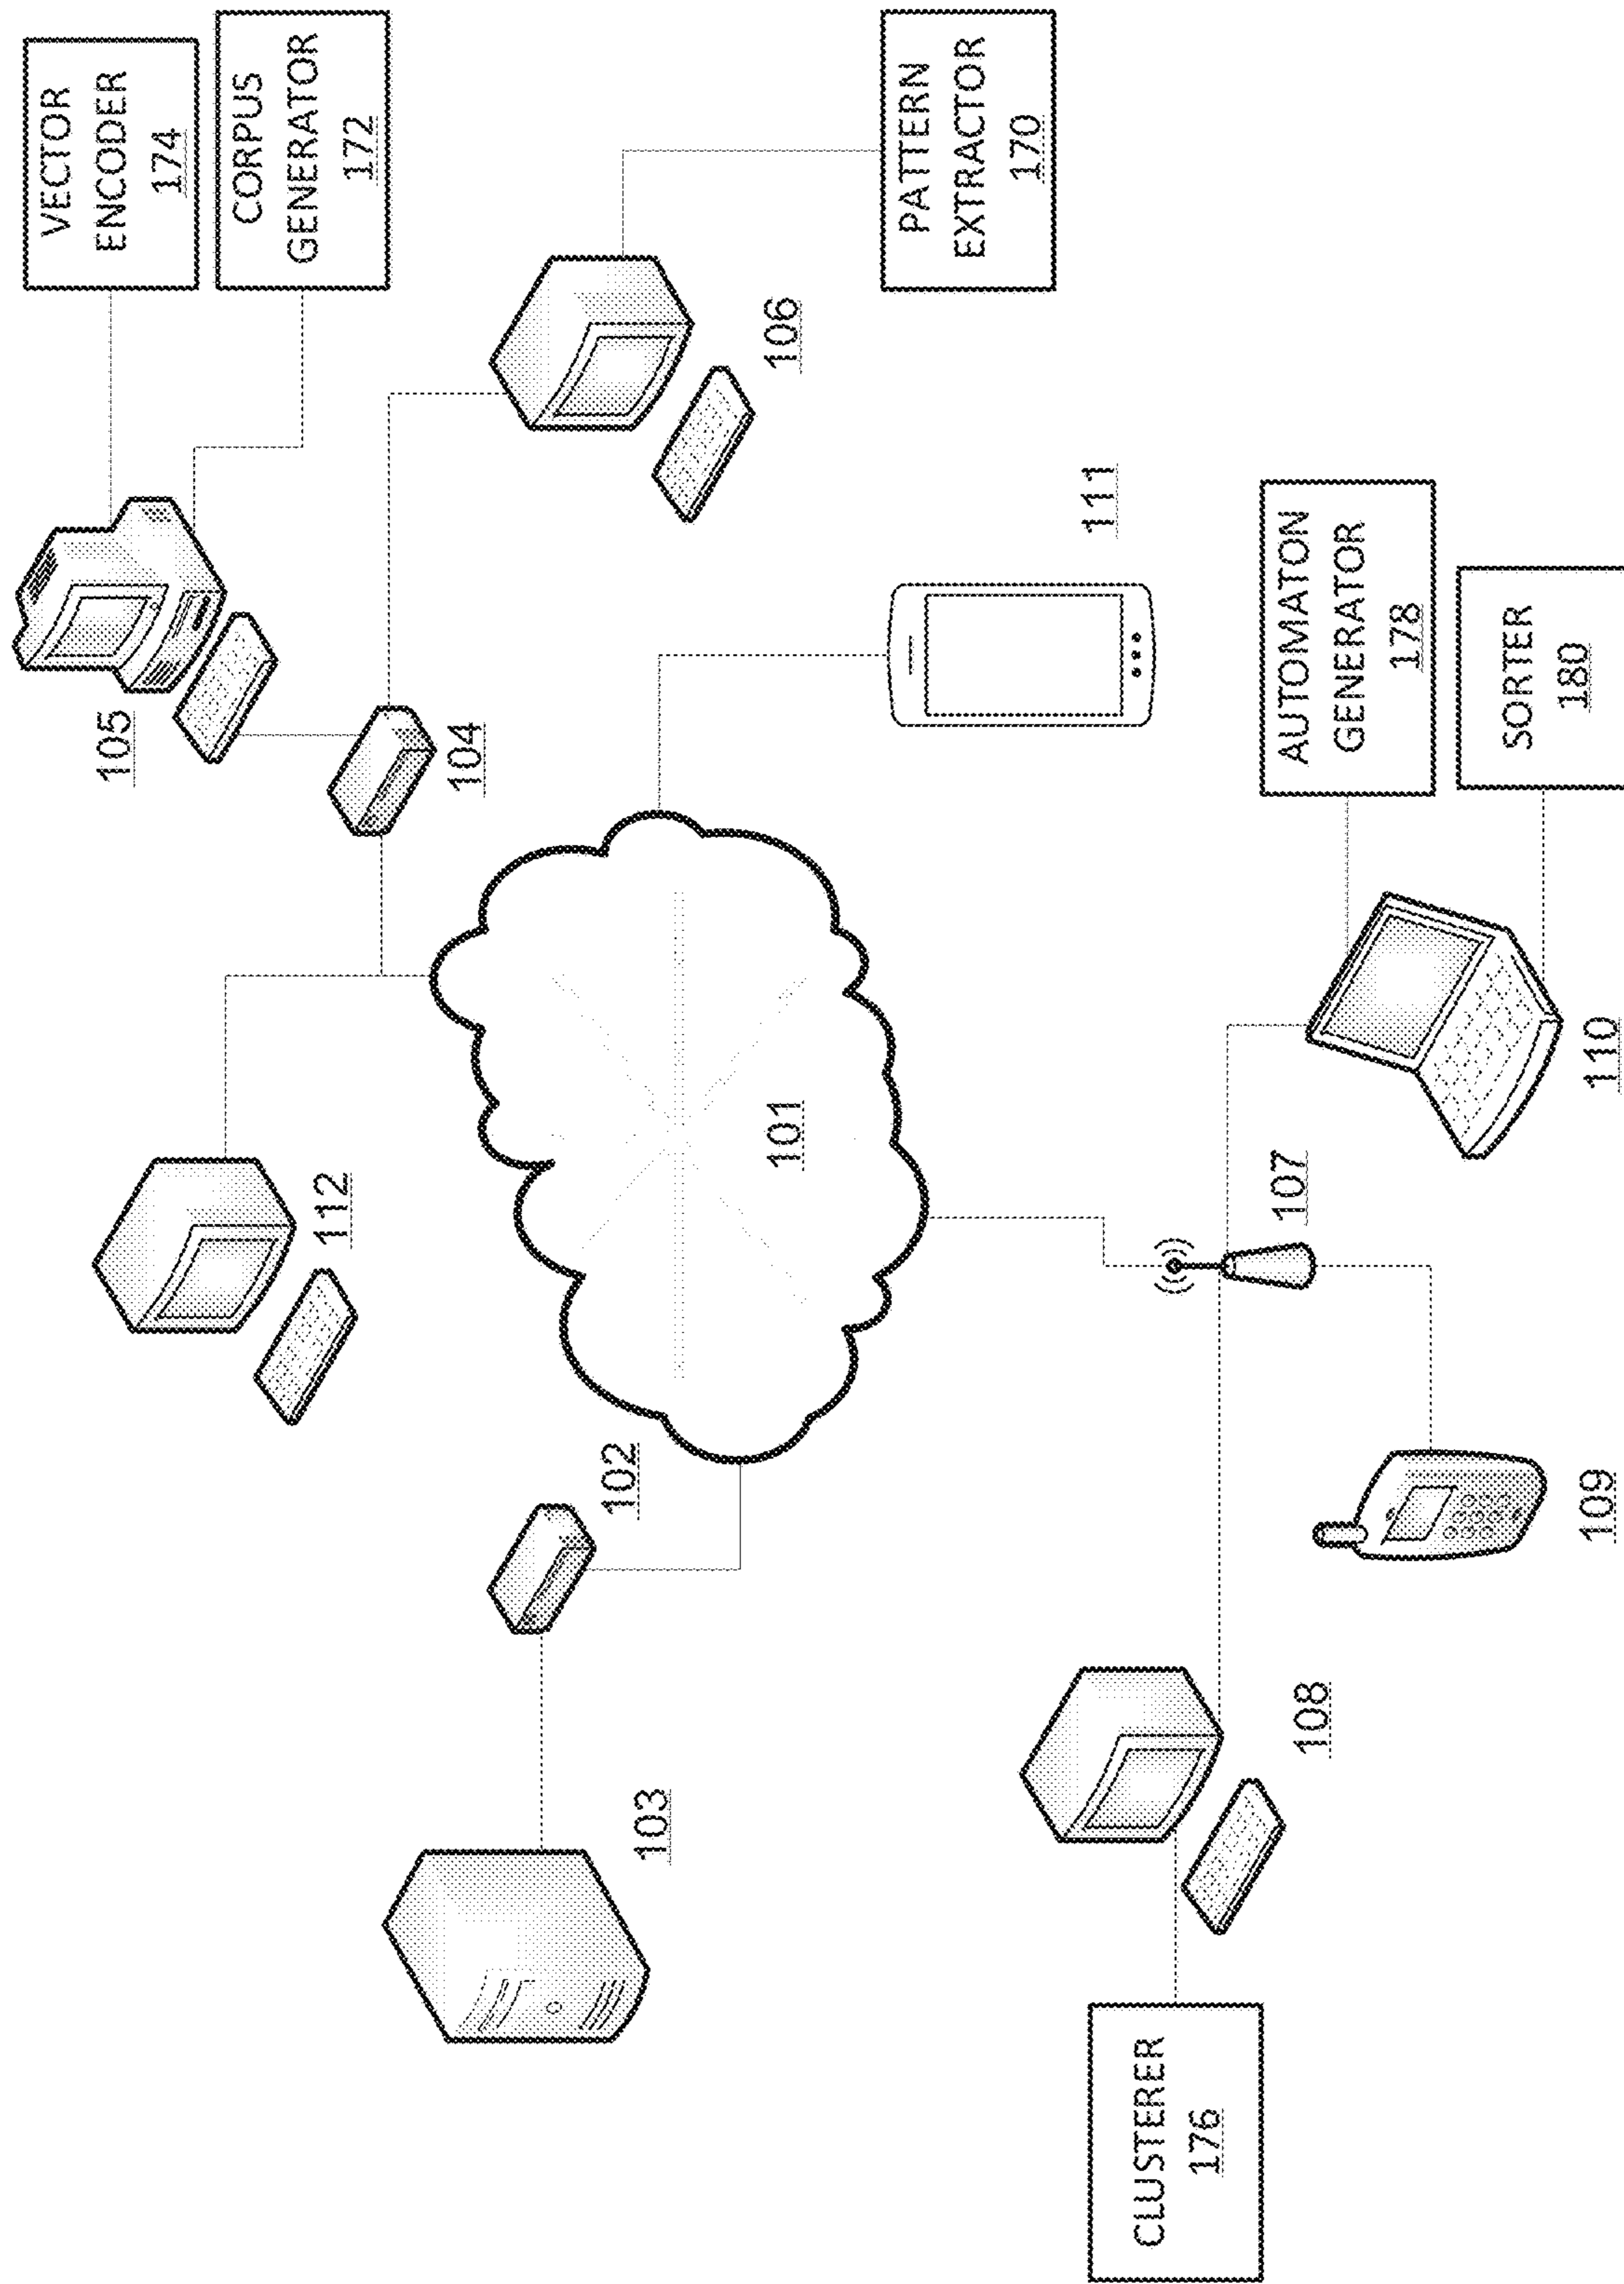 VECTOR
ENCODER
174
CORPUS
GENERATOR
172
105
104
106
PATTERN
EXTRACTOR
170
112
102
103
101
111
107
108
CLUSTERER
176
109
110
AUTOMATON
GENERATOR
178
SORTER
180